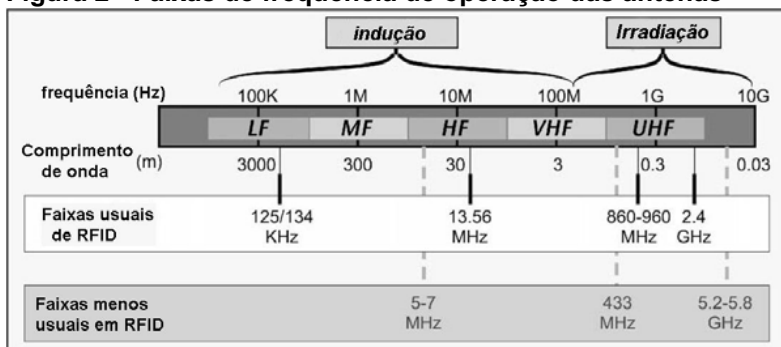 Figura 2 - Faixas de frequência de operação das antenas
indução Irradiação
frequência (Hz) 100K 1M 10M 100M 1G 10G
LF MF HF VHF UHF
Comprimento de onda (m) 3000 300 30 3 0.3 0.03
Faixas usuais de RFID
125/134 KHz
13.56 MHz
860-960 MHz
2.4 GHz
Faixas menos usuais em RFID
5-7 MHz
433 MHz
5.2-5.8 GHz